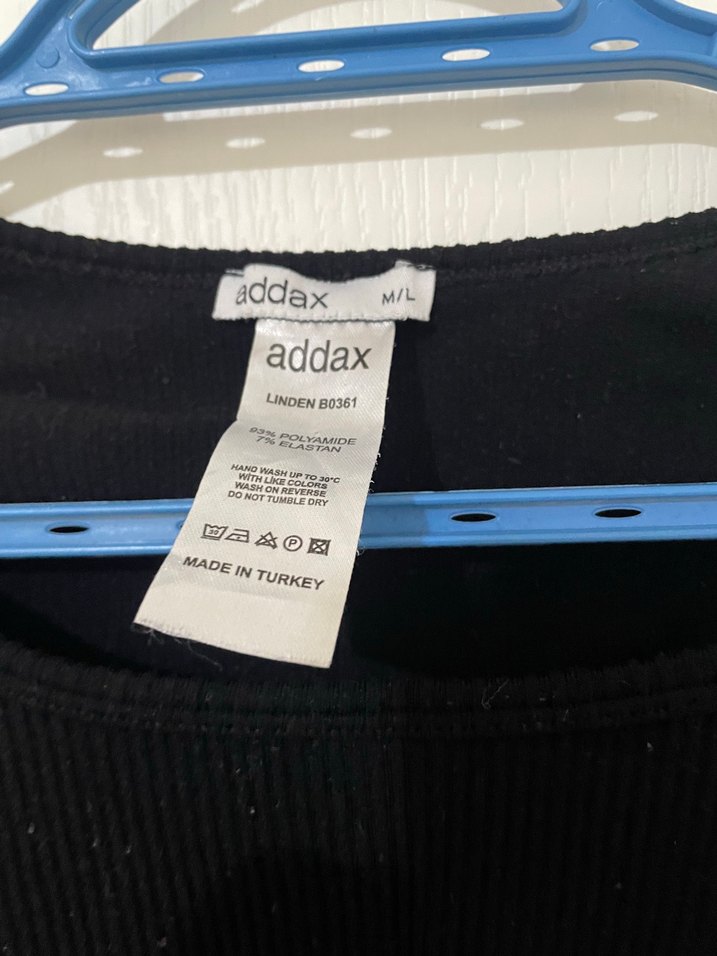 addax M/L
addax
LINDEN B0361
93% POLYAMIDE
7% ELASTAN
HAND WASH UP TO 30°C
WITH LIKE COLORS
WASH ON REVERSE
DO NOT TUMBLE DRY
30 P
MADE IN TURKEY